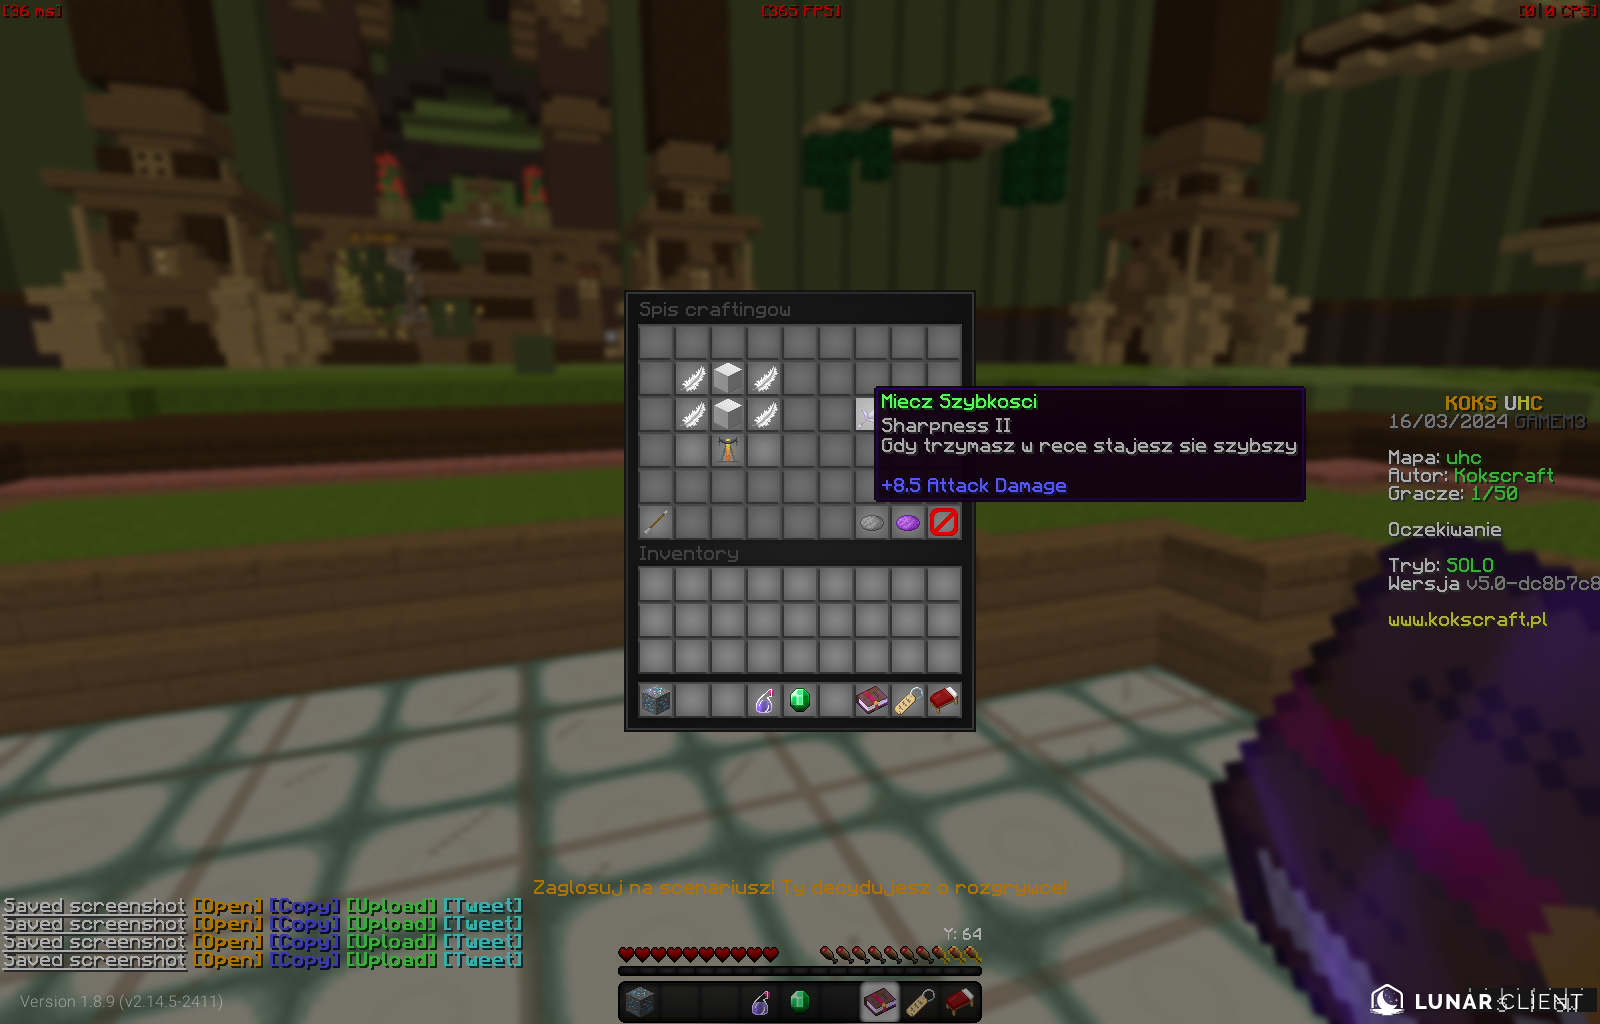 [36 ms]
[365 FPS]
[0|0 CPS]
Spis craftingow
Miecz Szybkosci
Sharpness II
Gdy trzymasz w rece stajesz sie szybszy
+8.5 Attack Damage
Inventory
KOKS UHC
16/03/2024 GAMEM3
Mapa: uhc
Autor: Kokscraft
Gracze: 1/50
Oczekiwanie
Tryb: SOLO
Wersja v5.0-dc8b7c8
www.kokscraft.pl
Zaglosuj na scenariusz! Ty decydujesz o rozgrywce!
Saved screenshot [Open] [Copy] [Upload] [Tweet]
Saved screenshot [Open] [Copy] [Upload] [Tweet]
Saved screenshot [Open] [Copy] [Upload] [Tweet]
Saved screenshot [Open] [Copy] [Upload] [Tweet]
Y: 64
Version 1.8.9 (v2.14.5-2411)
LUNAR CLIENT